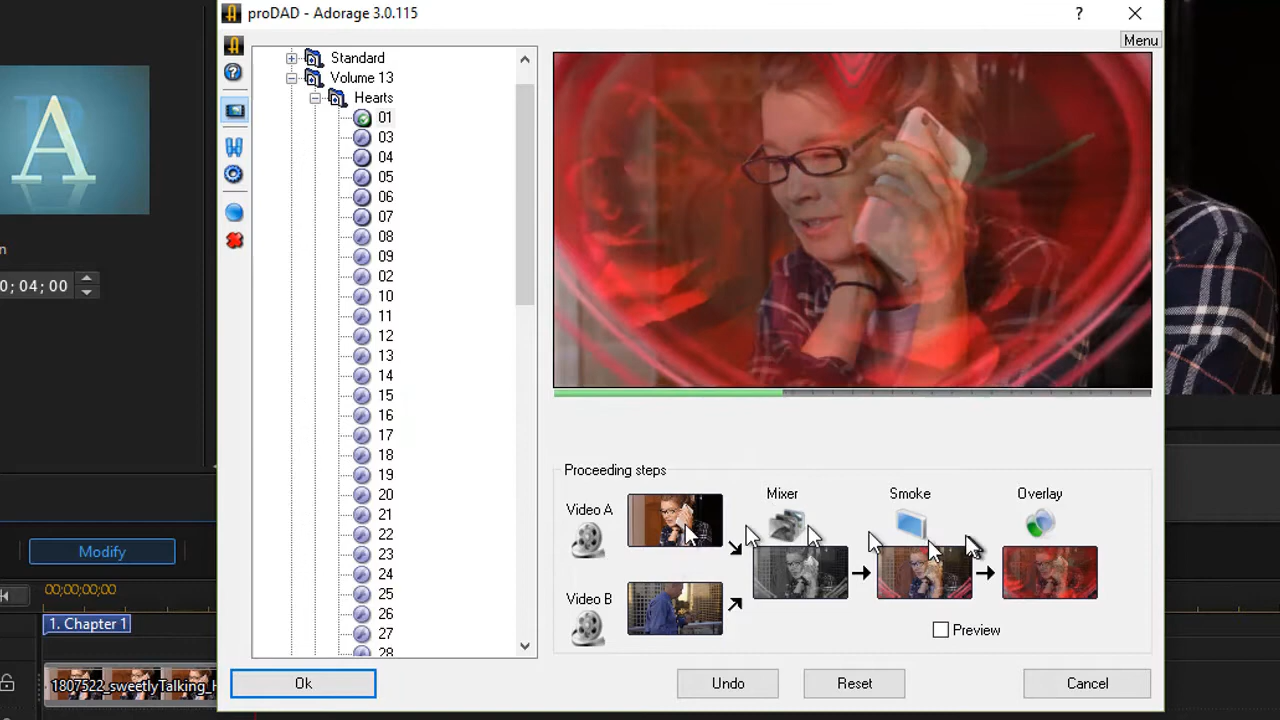 proDAD - Adorage 3.0.115
?
Menu
Standard
Volume 13
Hearts
01
03
04
05
06
07
08
09
02
10
11
12
13
14
15
16
17
18
19
20
21
22
23
24
25
26
27
28
A
n
0; 04; 00
Modify
00;00;00;00
1. Chapter 1
1807522_sweetlyTalking_H
Proceeding steps
Video A
Mixer
Smoke
Overlay
Video B
Preview
Ok
Undo
Reset
Cancel